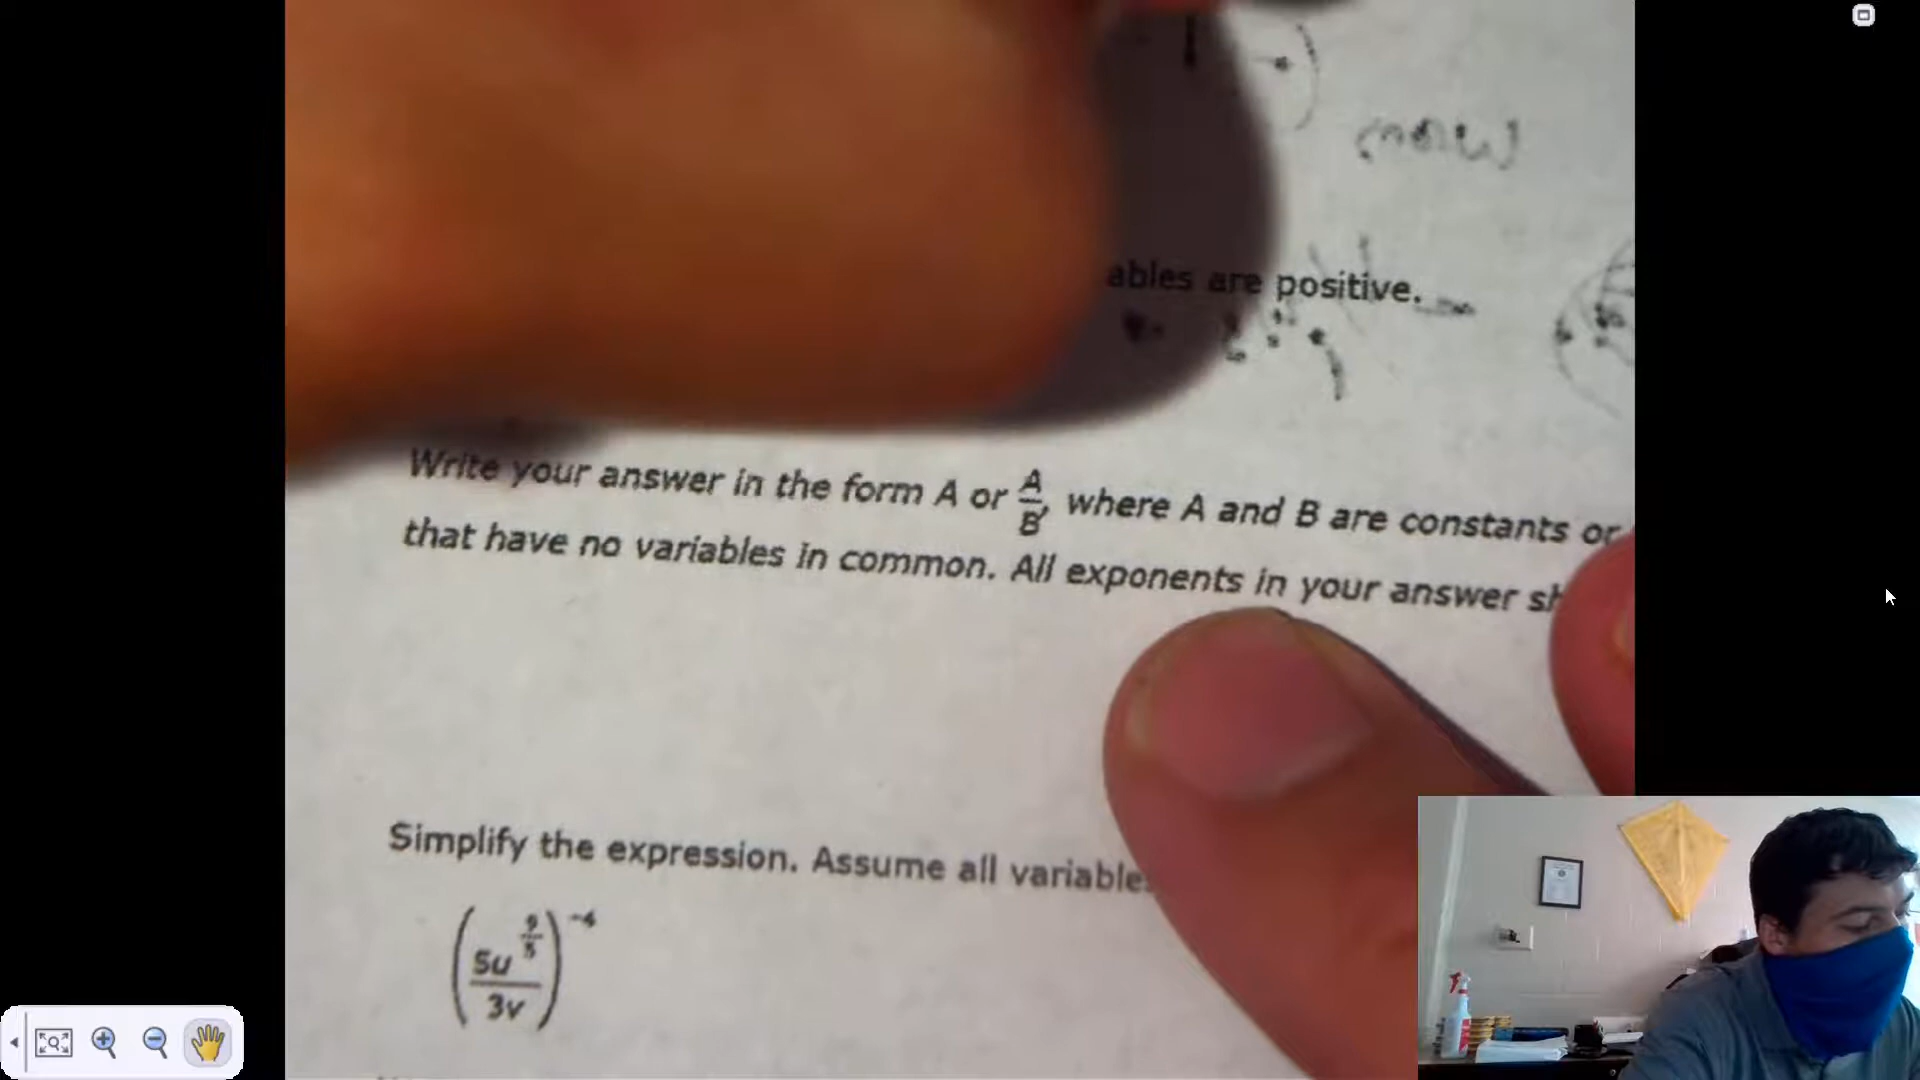 ables are positive.
Write your answer in the form A or A/B, where A and B are constants or
that have no variables in common. All exponents in your answer sh
Simplify the expression. Assume all variable
(5u^(9/5)/3v)^-4